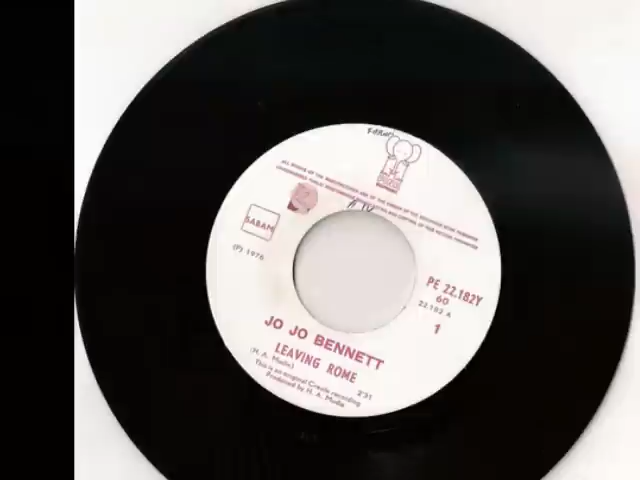 SABAM
(P) 1976
PE 22.182Y
60
22.182 A
1
JO JO BENNETT
LEAVING ROME
(H. A. Mudie) 2'31
This is an original Creole recording
Produced by H. A. Mudie